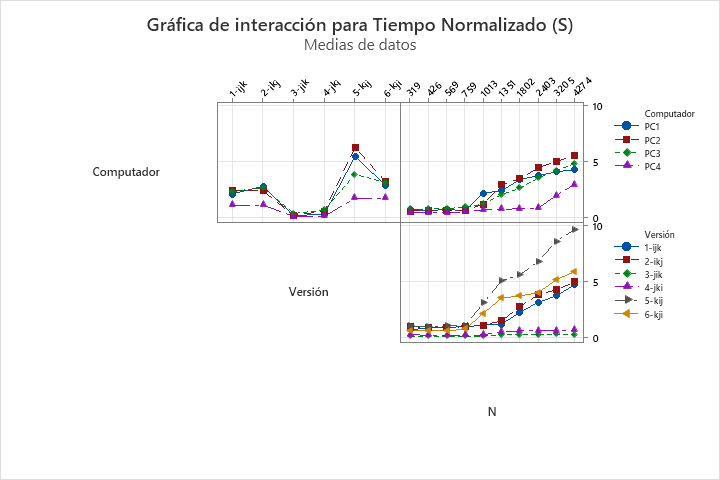 Gráfica de interacción para Tiempo Normalizado (S)
Medias de datos
1-ijk 2-ikj 3-jik 4-jkj 5-kij 6-kji 319 426 569 759 1013 1351 1802 2403 3205 4274
10
5
0
Computador
Computador
PC1
PC2
PC3
PC4
10
5
0
Versión
Versión
1-ijk
2-ikj
3-jik
4-jki
5-kij
6-kji
N